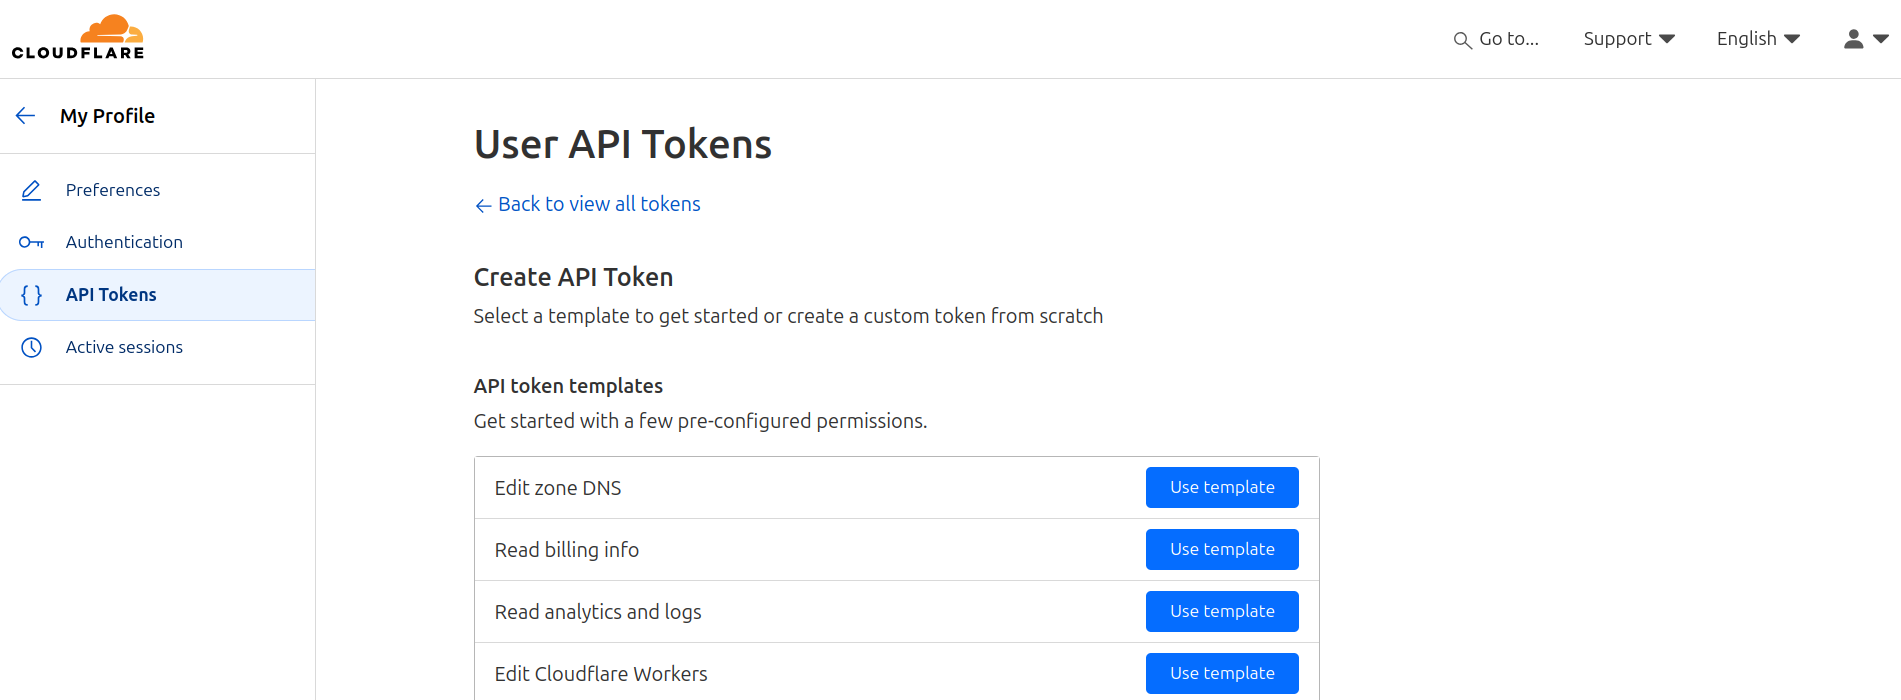 CLOUDFLARE
Go to...
Support
English
My Profile
Preferences
Authentication
API Tokens
Active sessions
User API Tokens
Back to view all tokens
Create API Token
Select a template to get started or create a custom token from scratch
API token templates
Get started with a few pre-configured permissions.
Edit zone DNS
Use template
Read billing info
Use template
Read analytics and logs
Use template
Edit Cloudflare Workers
Use template